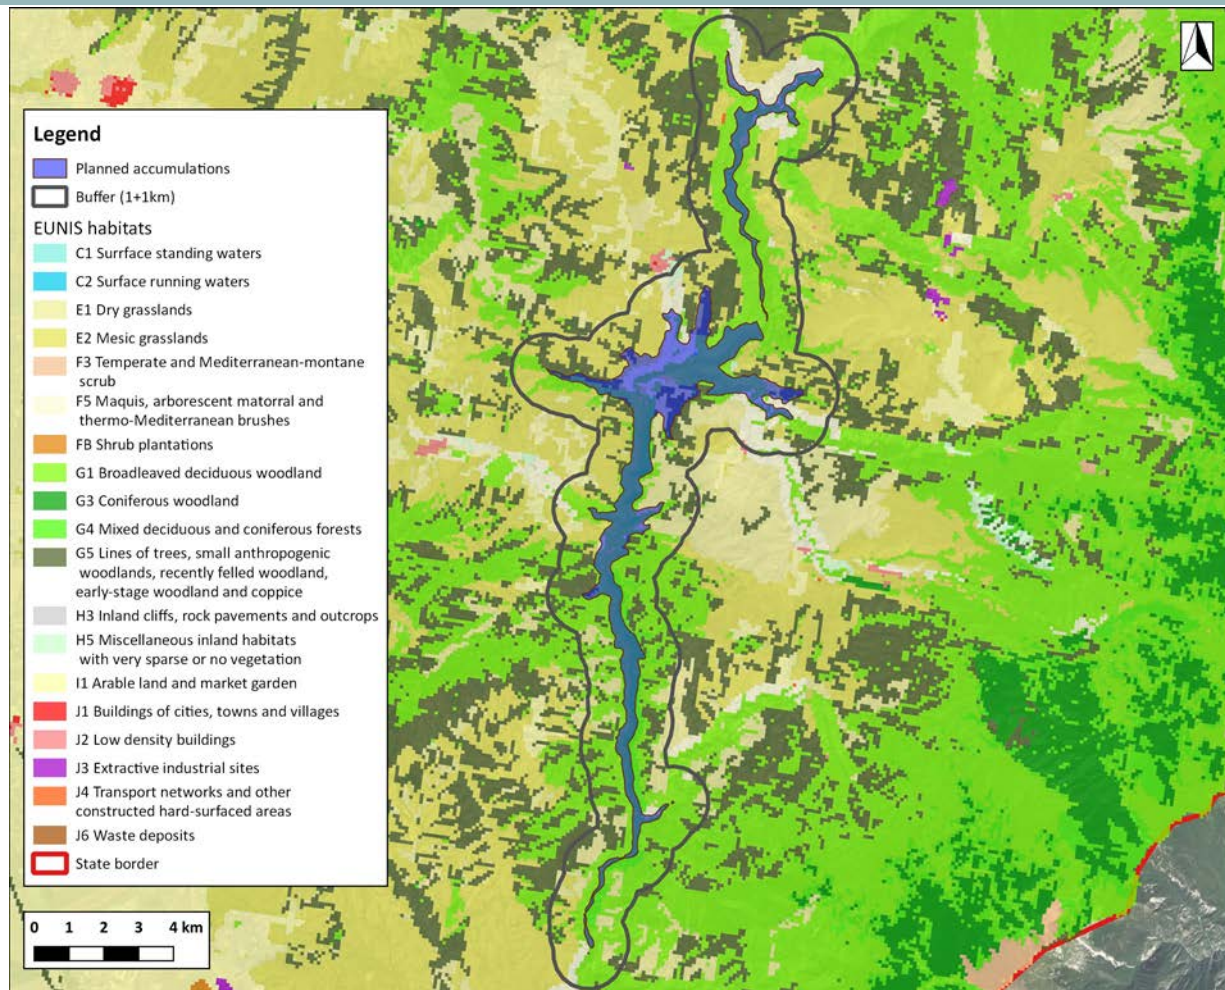 Legend
Planned accumulations
Buffer (1+1km)
EUNIS habitats
C1 Surrface standing waters
C2 Surface running waters
E1 Dry grasslands
E2 Mesic grasslands
F3 Temperate and Mediterranean-montane
scrub
F5 Maquis, arborescent matorral and
thermo-Mediterranean brushes
FB Shrub plantations
G1 Broadleaved deciduous woodland
G3 Coniferous woodland
G4 Mixed deciduous and coniferous forests
G5 Lines of trees, small anthropogenic
woodlands, recently felled woodland,
early-stage woodland and coppice
H3 Inland cliffs, rock pavements and outcrops
H5 Miscellaneous inland habitats
with very sparse or no vegetation
I1 Arable land and market garden
J1 Buildings of cities, towns and villages
J2 Low density buildings
J3 Extractive industrial sites
J4 Transport networks and other
constructed hard-surfaced areas
J6 Waste deposits
State border
0 1 2 3 4 km